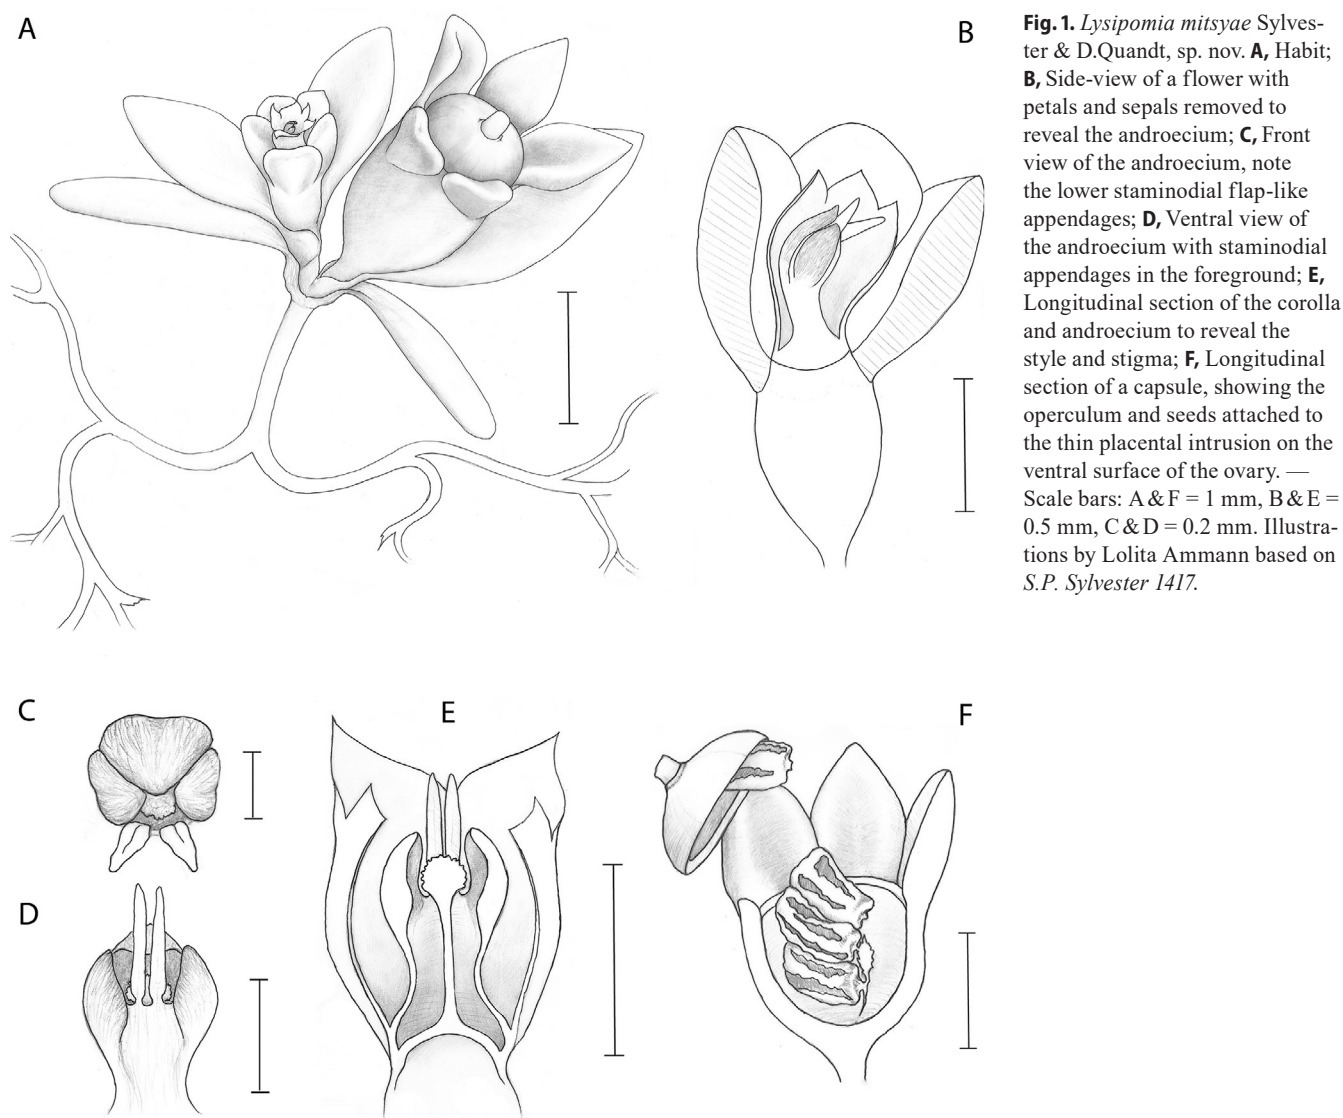 A
B
Fig. 1. Lysipomia mitsyae Sylves-
ter & D.Quandt, sp. nov. A, Habit;
B, Side-view of a flower with
petals and sepals removed to
reveal the androecium; C, Front
view of the androecium, note
the lower staminodial flap-like
appendages; D, Ventral view of
the androecium with staminodial
appendages in the foreground; E,
Longitudinal section of the corolla
and androecium to reveal the
style and stigma; F, Longitudinal
section of a capsule, showing the
operculum and seeds attached to
the thin placental intrusion on the
ventral surface of the ovary. —
Scale bars: A & F = 1 mm, B & E =
0.5 mm, C & D = 0.2 mm. Illustra-
tions by Lolita Ammann based on
S.P. Sylvester 1417.
C
E
F
D